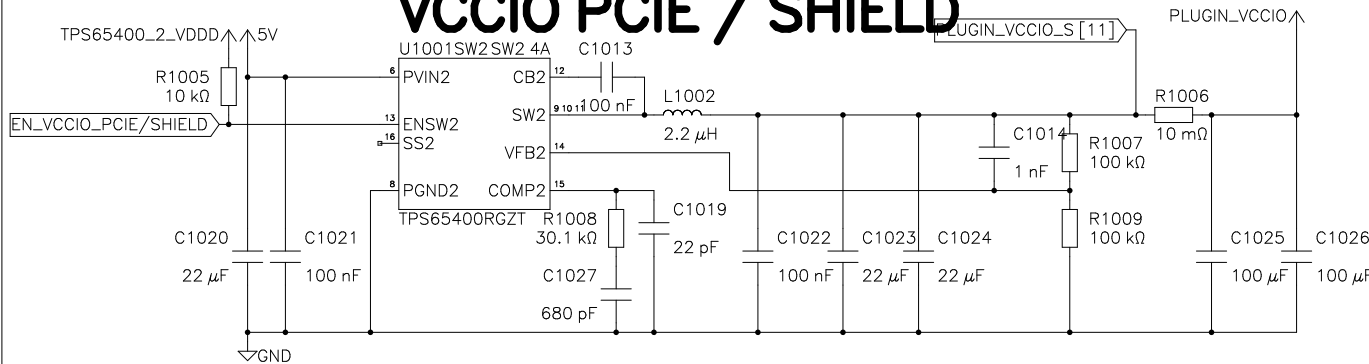 VCCIO PCIE / SHIELD
PLUGIN_VCCIO
PLUGIN_VCCIO_S [11]
TPS65400_2_VDDD
5V
U1001SW2 SW2 4A
C1013
100 nF
R1005
10 kΩ
EN_VCCIO_PCIE/SHIELD
6 PVIN2
13 ENSW2
16 SS2
8 PGND2
CB2 12
SW2 9 10 11
VFB2 14
COMP2 15
TPS65400RGZT
L1002
2.2 μH
R1006
10 mΩ
C1014
1 nF
R1007
100 kΩ
R1008
30.1 kΩ
C1019
22 pF
R1009
100 kΩ
C1020
22 μF
C1021
100 nF
C1027
680 pF
C1022
100 nF
C1023
22 μF
C1024
22 μF
C1025
100 μF
C1026
100 μF
GND